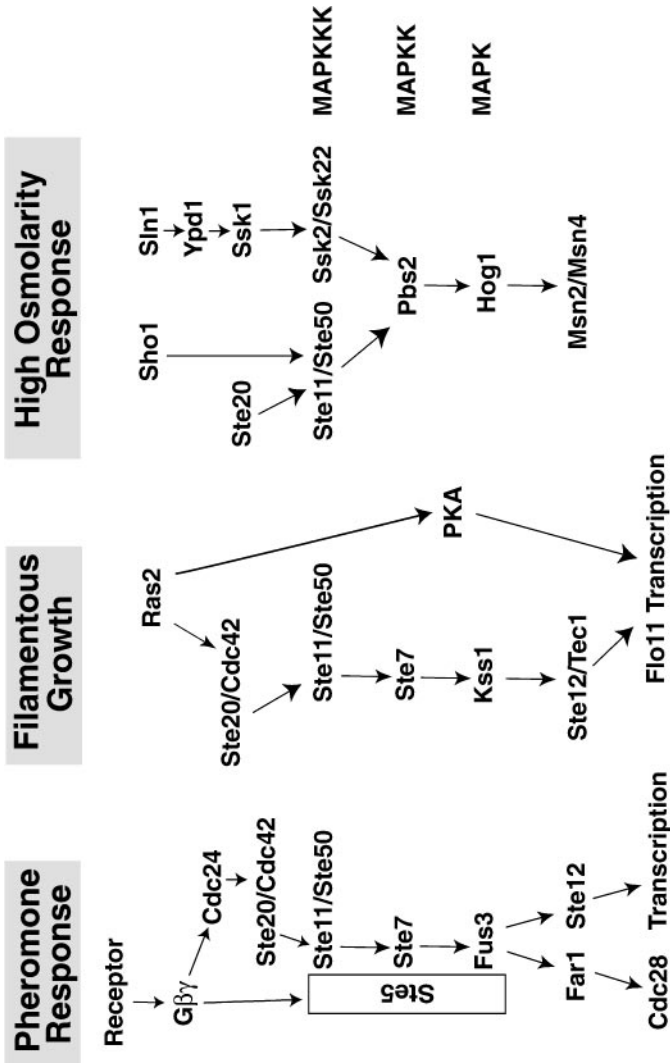 Pheromone
Response
Receptor
Gβγ
Cdc24
Ste20/Cdc42
Ste11/Ste50
Ste5
Ste7
Fus3
Far1
Ste12
Cdc28
Transcription
Filamentous
Growth
Ras2
Ste20/Cdc42
Ste11/Ste50
Ste7
Kss1
PKA
Ste12/Tec1
Flo11 Transcription
High Osmolarity
Response
Sho1
Sln1
Ypd1
Ste20
Ssk1
Ste11/Ste50
Ssk2/Ssk22
MAPKKK
Pbs2
MAPKK
Hog1
MAPK
Msn2/Msn4